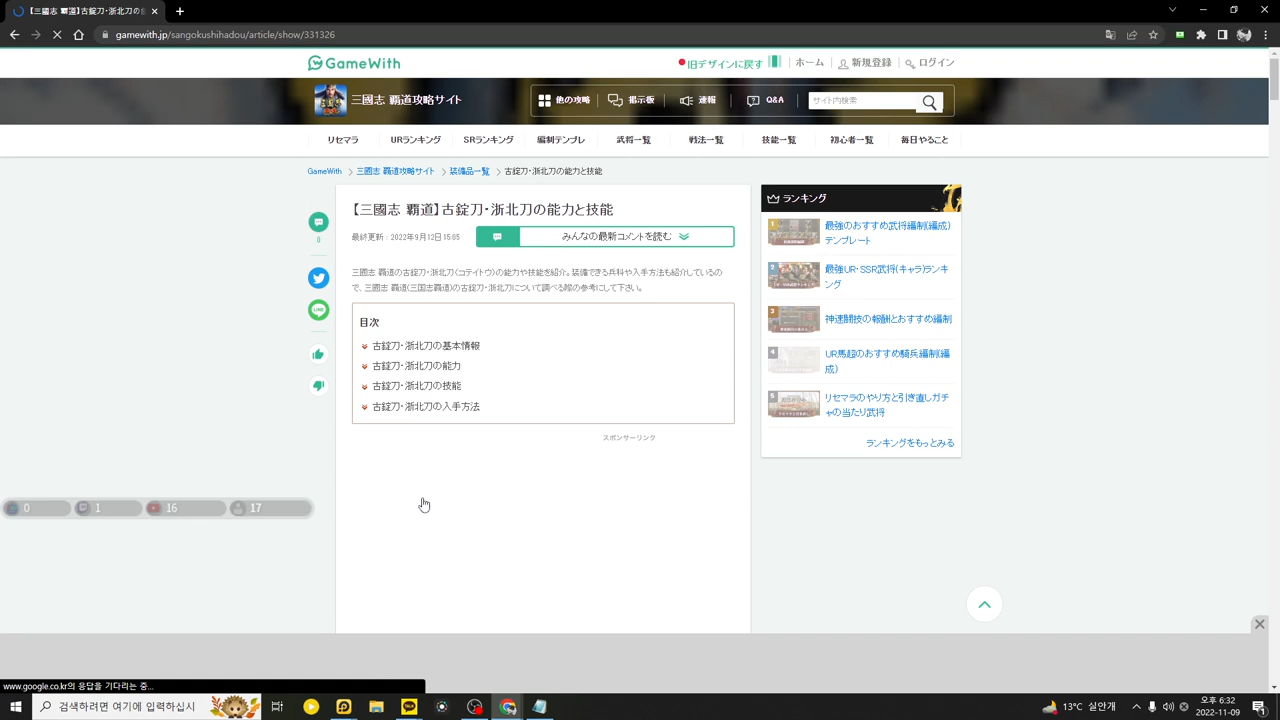 【三國志 覇道】古錠刀・浙北刀の
gamewith.jp/sangokushihadou/article/show/331326
GameWith
旧デザインに戻す
ホーム
新規登録
ログイン
三國志 覇道攻略サイト
他の攻略
掲示板
速報
Q&A
サイト内検索
リセマラ
URランキング
SRランキング
編制テンプレ
武将一覧
戦法一覧
技能一覧
初心者一覧
毎日やること
GameWith
三國志 覇道攻略サイト
装備品一覧
古錠刀・浙北刀の能力と技能
【三國志 覇道】古錠刀・浙北刀の能力と技能
最終更新 : 2022年9月12日15:05
みんなの最新コメントを読む
0
三國志 覇道の古錠刀・浙北刀〈コテイトウ〉の能力や技能を紹介。装備できる兵科や入手方法も紹介しているの
で、三國志 覇道(三国志覇道)の古錠刀・浙北刀について調べる際の参考にして下さい。
LINE
目次
古錠刀・浙北刀の基本情報
古錠刀・浙北刀の能力
古錠刀・浙北刀の技能
古錠刀・浙北刀の入手方法
スポンサーリンク
ランキング
1
最強のおすすめ武将編制(編成)
テンプレート
2
最強UR・SSR武将(キャラ)ランキ
ング
3
神速闘技の報酬とおすすめ編制
4
UR馬超のおすすめ騎兵編制(編
成)
5
リセマラのやり方と引き直しガチ
ャの当たり武将
ランキングをもっとみる
0
1
16
17
www.google.co.kr의 응답을 기다리는 중...
검색하려면 여기에 입력하십시
13°C 실안개
오후 6:32
2022-11-09